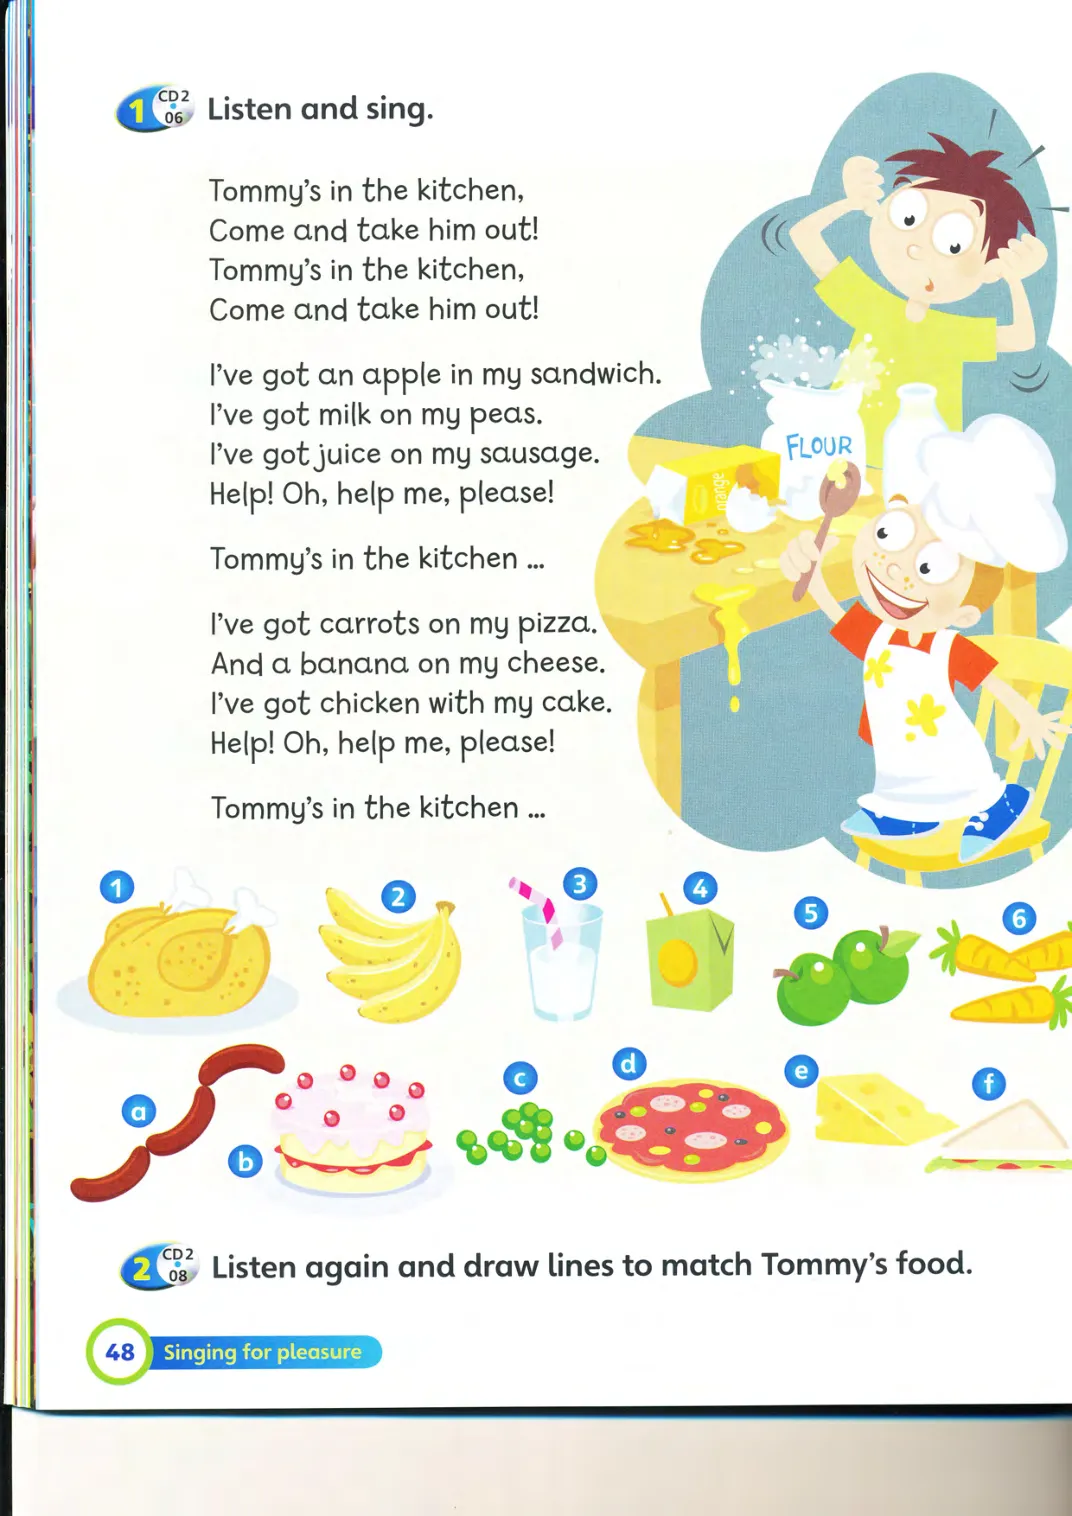 1 CD2 06 Listen and sing.
Tommy's in the kitchen,
Come and take him out!
Tommy's in the kitchen,
Come and take him out!
I've got an apple in my sandwich.
I've got milk on my peas.
I've got juice on my sausage.
Help! Oh, help me, please!
Tommy's in the kitchen ...
I've got carrots on my pizza.
And a banana on my cheese.
I've got chicken with my cake.
Help! Oh, help me, please!
Tommy's in the kitchen ...
FLOUR
orange
1
2
3
4
5
6
a
b
c
d
e
f
2 CD2 08 Listen again and draw lines to match Tommy's food.
48 Singing for pleasure